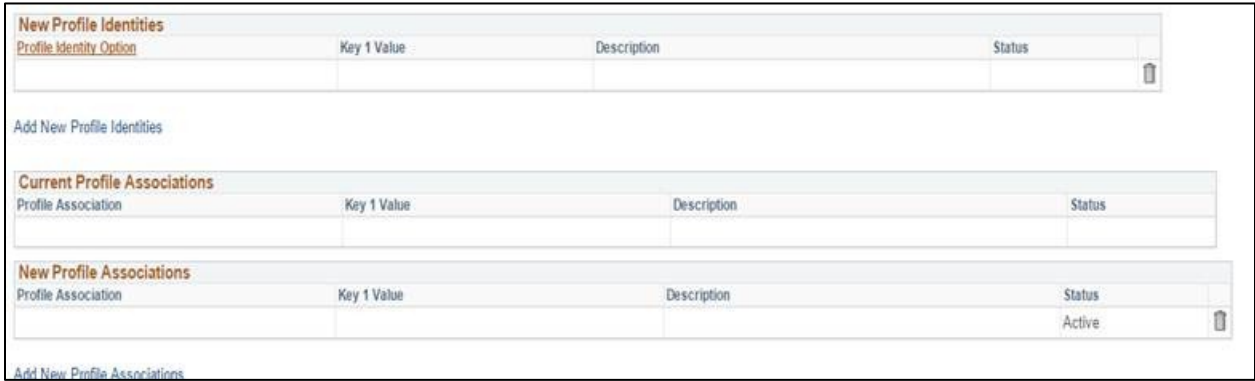 New Profile Identities
Profile Identity Option Key 1 Value Description Status
Add New Profile Identities
Current Profile Associations
Profile Association Key 1 Value Description Status
New Profile Associations
Profile Association Key 1 Value Description Status
Active
Add New Profile Associations